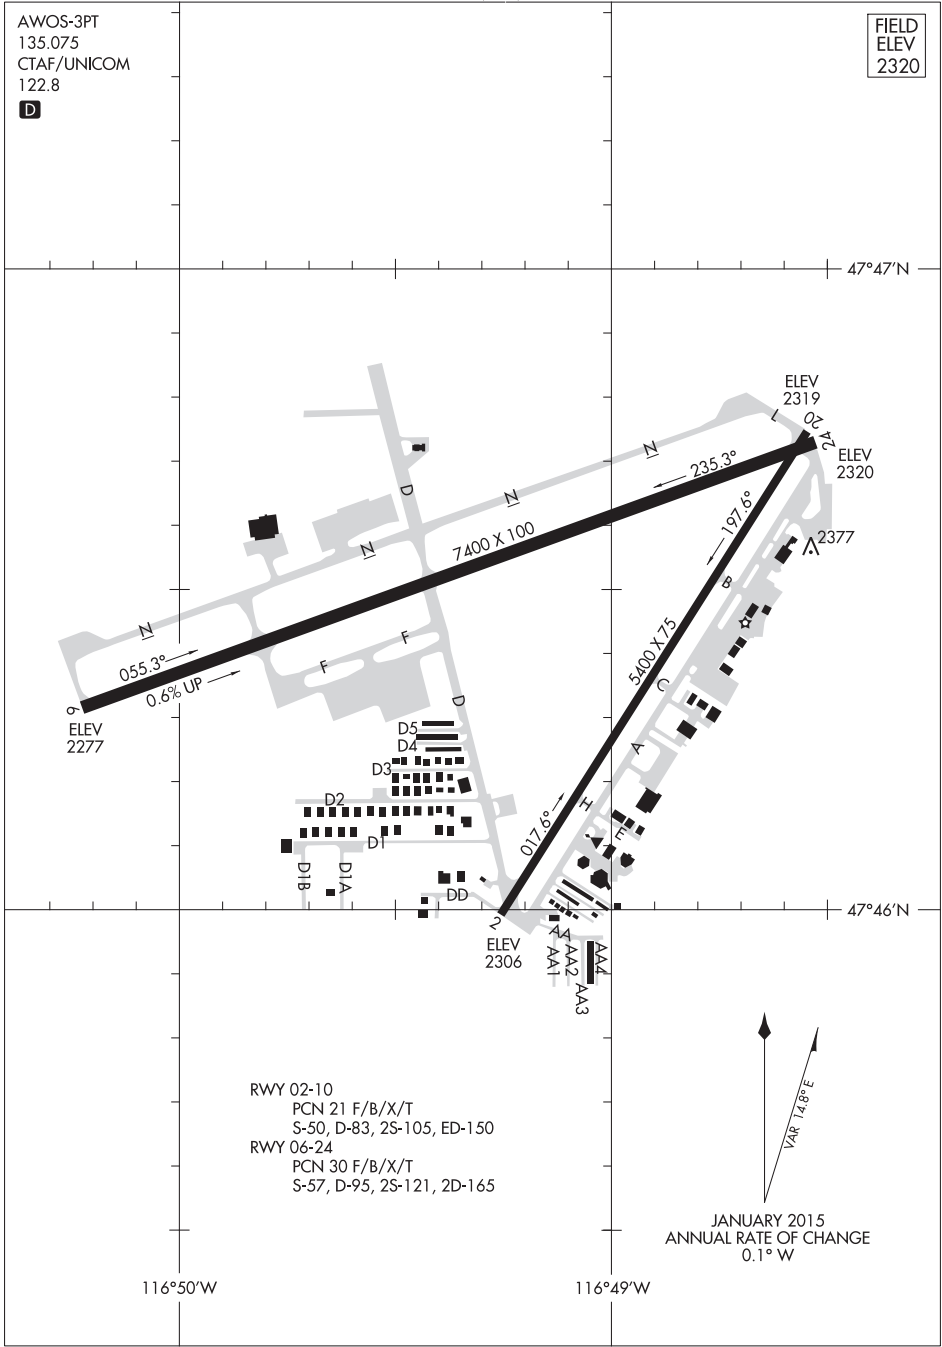 AWOS-3PT
135.075
CTAF/UNICOM
122.8
D
FIELD
ELEV
2320
47°47'N
ELEV
2319
20
24
ELEV
2320
L
N
235.3°
D
N
197.6°
7400 X 100
2377
N
B
N
F
F
5400 X 75
055.3°
0.6% UP
C
D
6
ELEV
2277
D5
D4
A
D3
D2
H
017.6°
E
D1
D1B
D1A
DD
2
ELEV
2306
47°46'N
A
A
AA1
AA2
AA4
AA3
RWY 02-10
PCN 21 F/B/X/T
S-50, D-83, 2S-105, ED-150
RWY 06-24
PCN 30 F/B/X/T
S-57, D-95, 2S-121, 2D-165
VAR 14.8° E
JANUARY 2015
ANNUAL RATE OF CHANGE
0.1° W
116°50'W
116°49'W